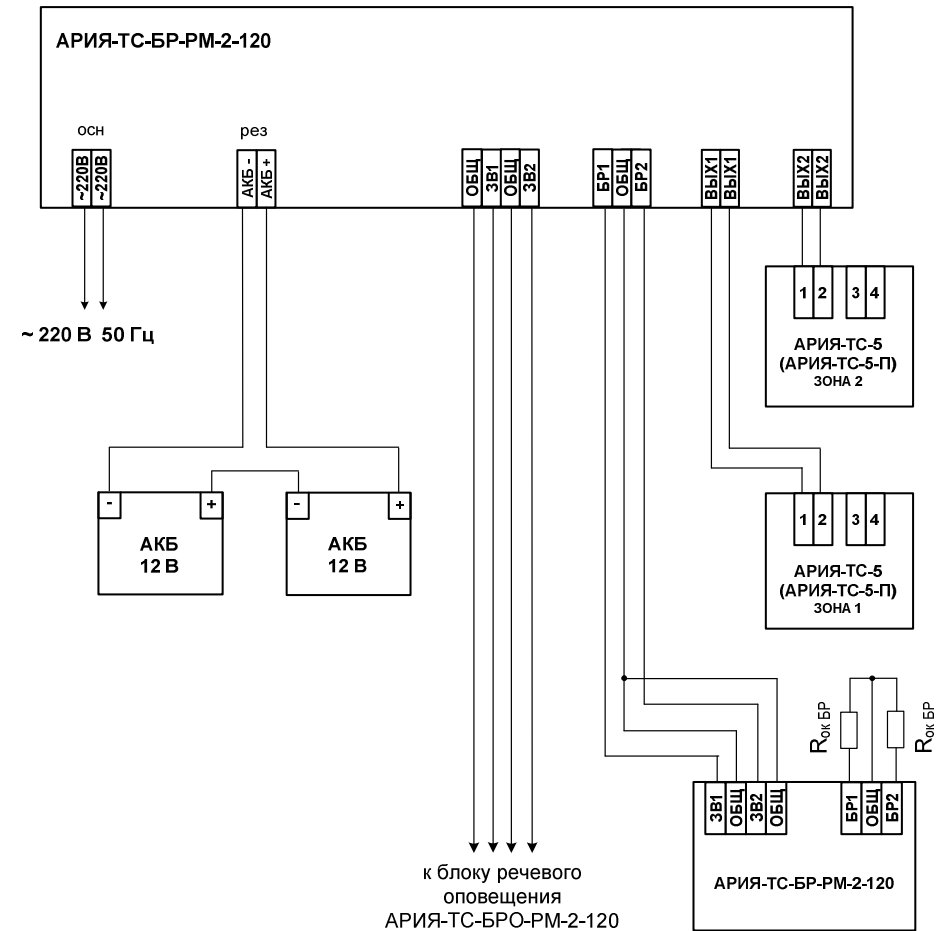 АРИЯ-ТС-БР-РМ-2-120
осн
рез
~220В
~220В
АКБ -
АКБ +
ОБЩ
ЗВ1
ОБЩ
ЗВ2
БР1
ОБЩ
БР2
ВЫХ1
ВЫХ1
ВЫХ2
ВЫХ2
~ 220 В 50 Гц
1 2 3 4
АРИЯ-ТС-5
(АРИЯ-ТС-5-П)
ЗОНА 2
- +
АКБ
12 В
- +
АКБ
12 В
1 2 3 4
АРИЯ-ТС-5
(АРИЯ-ТС-5-П)
ЗОНА 1
Rок БР
Rок БР
ЗВ1
ОБЩ
ЗВ2
ОБЩ
БР1
ОБЩ
БР2
АРИЯ-ТС-БР-РМ-2-120
к блоку речевого
оповещения
АРИЯ-ТС-БРО-РМ-2-120